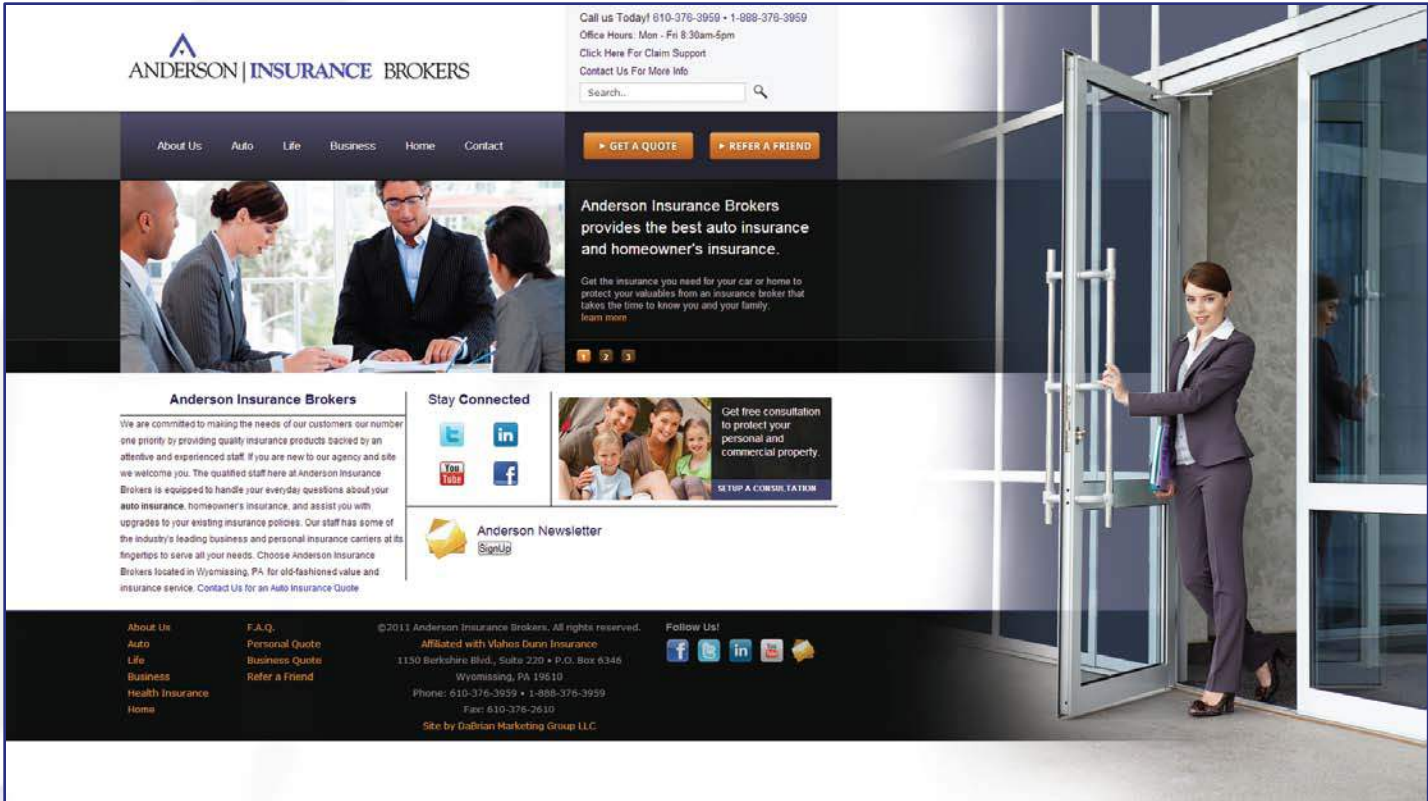 Call us Today! 610-376-3959 • 1-888-376-3959
Office Hours: Mon - Fri 8:30am-5pm
Click Here For Claim Support
Contact Us For More Info
Search..
ANDERSON | INSURANCE BROKERS
About Us Auto Life Business Home Contact
GET A QUOTE REFER A FRIEND
Anderson Insurance Brokers
provides the best auto insurance
and homeowner's insurance.
Get the insurance you need for your car or home to
protect your valuables from an insurance broker that
takes the time to know you and your family.
learn more
1 2 3
Anderson Insurance Brokers
We are committed to making the needs of our customers our number
one priority by providing quality insurance products backed by an
attentive and experienced staff. If you are new to our agency and site
we welcome you. The qualified staff here at Anderson Insurance
Brokers is equipped to handle your everyday questions about your
auto insurance, homeowner's insurance, and assist you with
upgrades to your existing insurance policies. Our staff has some of
the industry's leading business and personal insurance carriers at its
fingertips to serve all your needs. Choose Anderson Insurance
Brokers located in Wyomissing, PA for old-fashioned value and
insurance service. Contact Us for an Auto Insurance Quote
Stay Connected
in
You
Tube
f
Get free consultation
to protect your
personal and
commercial property.
SETUP A CONSULTATION
Anderson Newsletter
SignUp
About Us
Auto
Life
Business
Health Insurance
Home
F.A.Q.
Personal Quote
Business Quote
Refer a Friend
©2011 Anderson Insurance Brokers. All rights reserved.
Affiliated with Vlahos Dunn Insurance
1150 Berkshire Blvd., Suite 220 • P.O. Box 6346
Wyomissing, PA 19610
Phone: 610-376-3959 • 1-888-376-3959
Fax: 610-376-2610
Site by DaBrian Marketing Group LLC
Follow Us!